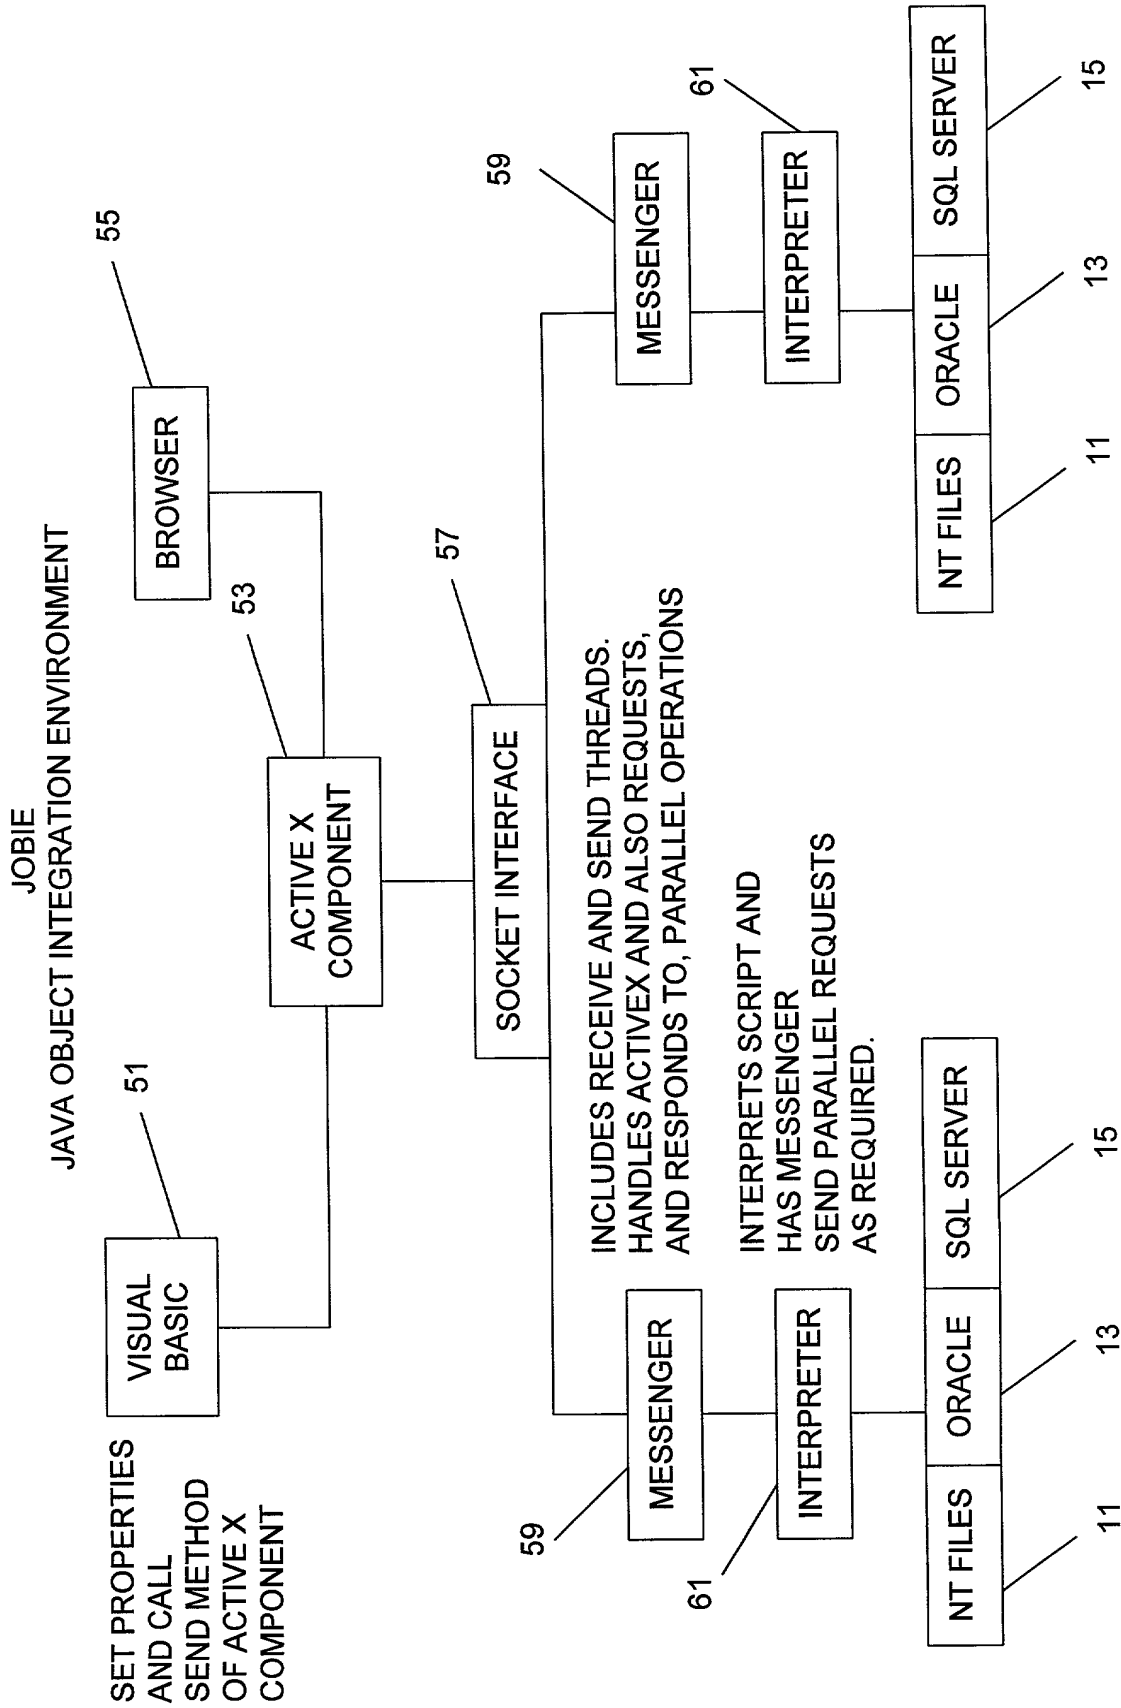 JOBIE
JAVA OBJECT INTEGRATION ENVIRONMENT
SET PROPERTIES
AND CALL
SEND METHOD
OF ACTIVE X
COMPONENT
VISUAL
BASIC
51
BROWSER
55
ACTIVE X
COMPONENT
53
SOCKET INTERFACE
57
INCLUDES RECEIVE AND SEND THREADS.
HANDLES ACTIVEX AND ALSO REQUESTS,
AND RESPONDS TO, PARALLEL OPERATIONS
59
MESSENGER
MESSENGER
59
INTERPRETS SCRIPT AND
HAS MESSENGER
SEND PARALLEL REQUESTS
AS REQUIRED.
61
INTERPRETER
INTERPRETER
61
NT FILES
ORACLE
SQL SERVER
NT FILES
ORACLE
SQL SERVER
11
13
15
11
13
15